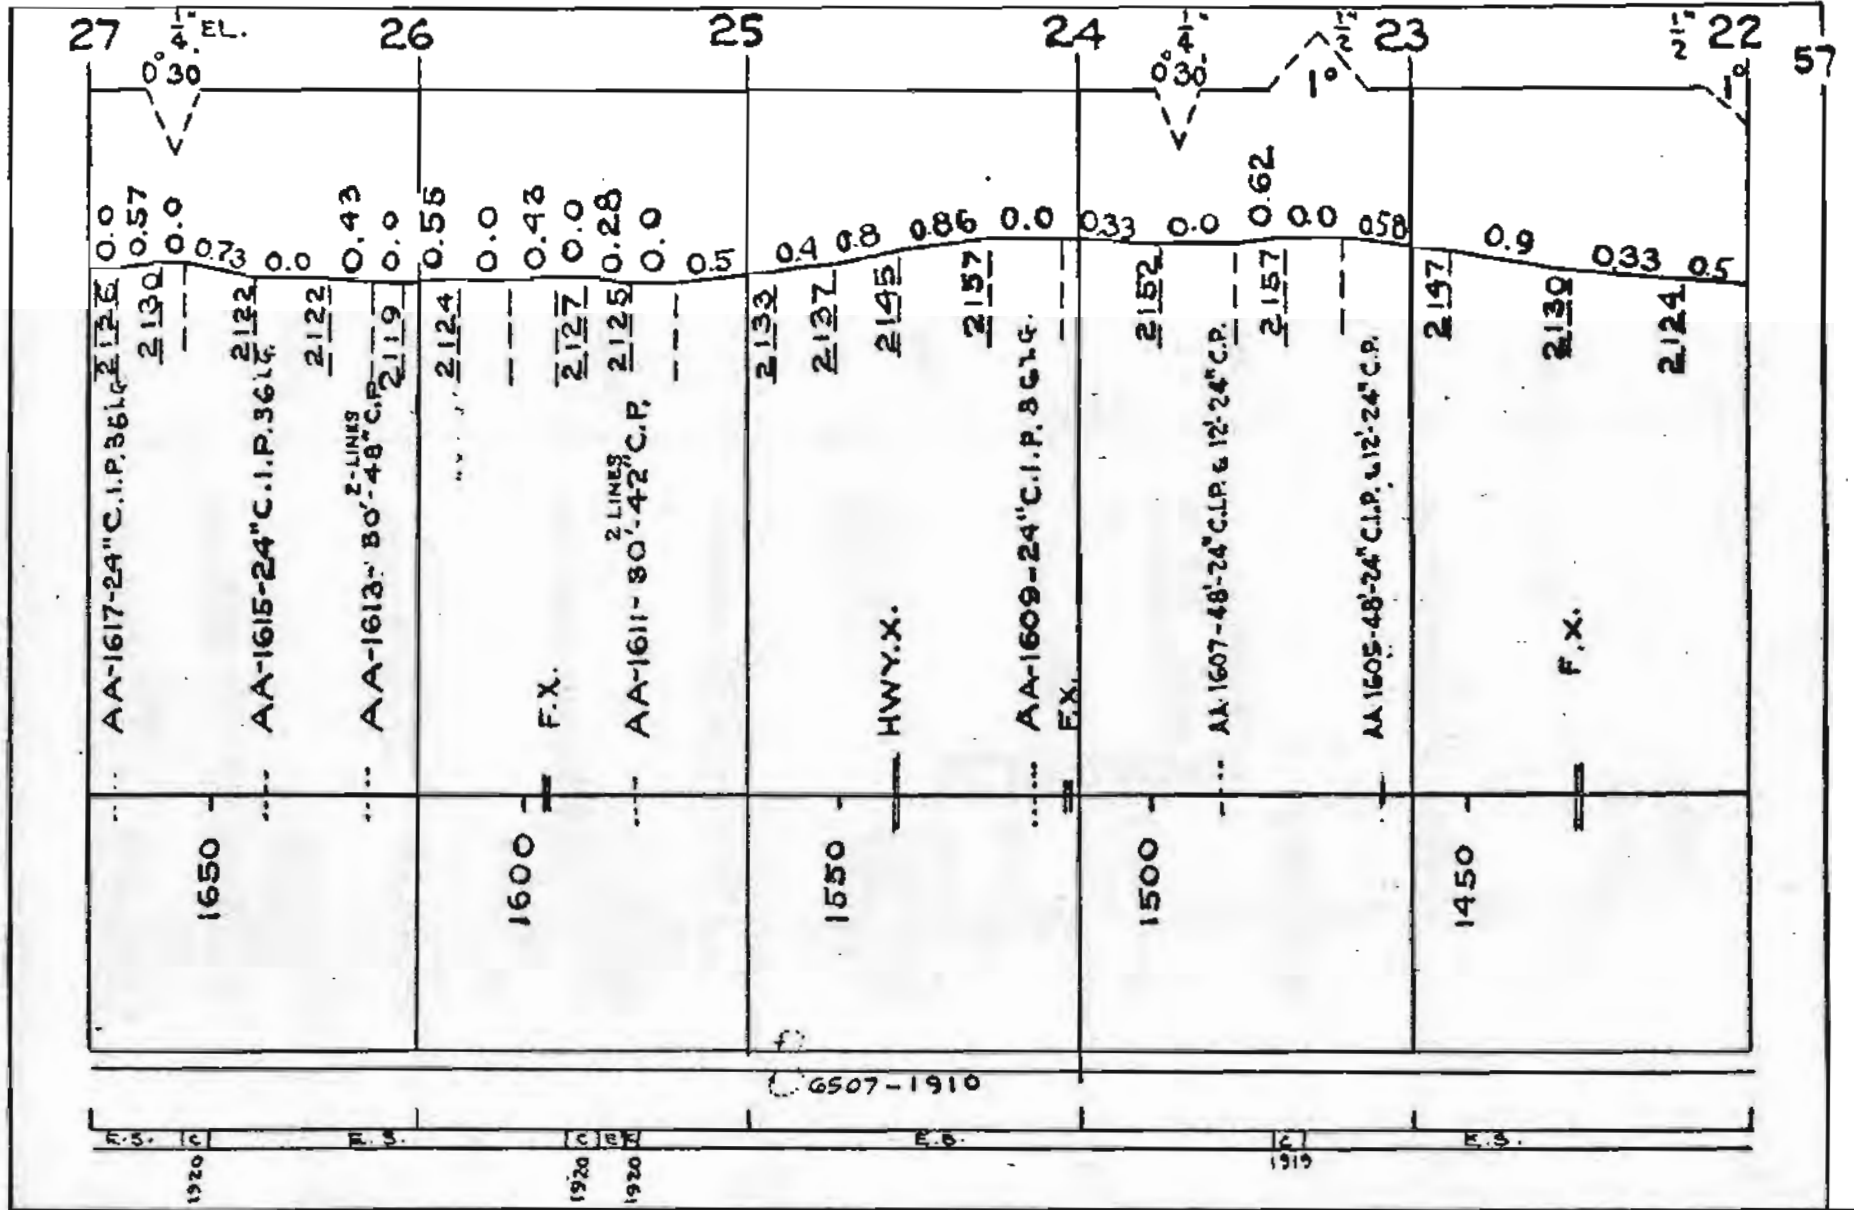 27 1/4" EL. 26 25 24 1/4" 1/2" 23 1/2" 22
57
0°30' 0°30' 1° 1°
0.0 0.57 0.0 0.73 0.0 0.43 0.0 0.55 0.0 0.43 0.0 0.28 0.0 0.5 0.4 0.8 0.86 0.0 0.33 0.0 0.62 0.0 0.58 0.9 0.33 0.5
2126 2130 2122 2122 2119 2124 2127 2125 2133 2137 2145 2157 2152 2157 2147 2130 2124
AA-1617-24"C.I.P. 36LG.
AA-1615-24"C.I.P. 36LG.
2-LINES
AA-1613-80'-48"C.P.
F.X.
2 LINES
AA-1611-80'-42"C.P.
HWY.X.
AA-1609-24"C.I.P. 36LG.
F.X.
AA-1607-48'-24"C.I.P. & 12'-24"C.P.
AA-1605-48'-24"C.I.P. & 12'-24"C.P.
F.X.
1650 1600 1550 1500 1450
6507-1910
E.S. C E.S. C E.S. C E.S.
1920 1920 1920 1919